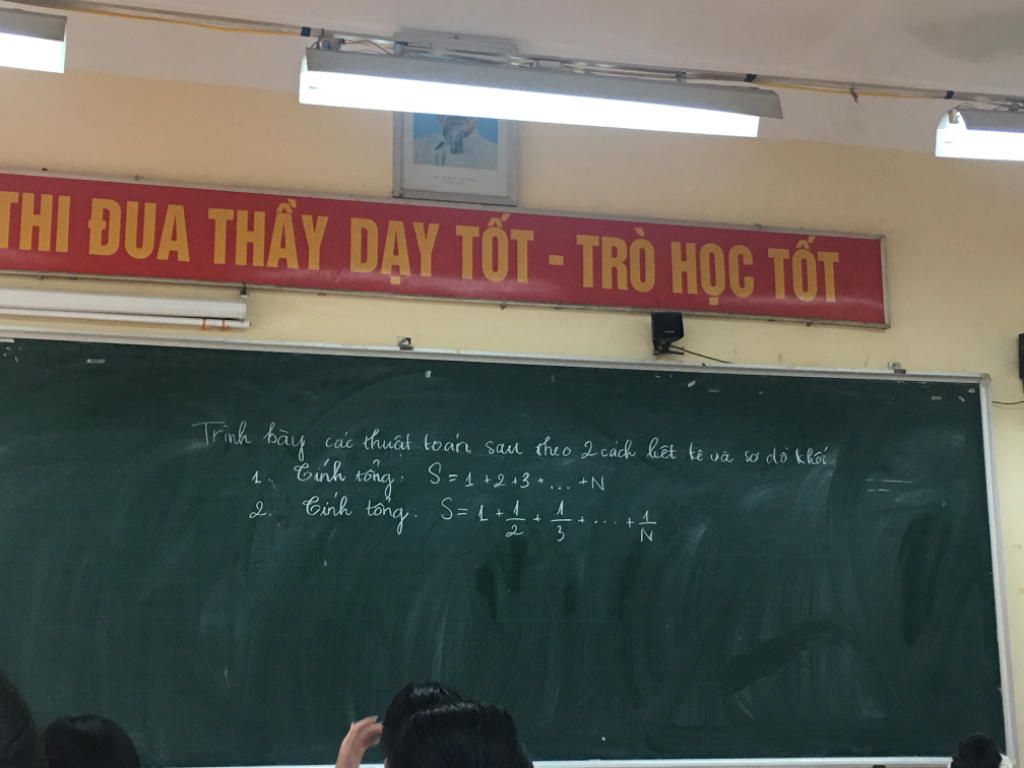 THI ĐUA THẦY DẠY TỐT - TRÒ HỌC TỐT
Trình bày các thuật toán sau theo 2 cách liệt kê và sơ đồ khối
1. Tính tổng: S = 1 + 2 + 3 + ... + N
2. Tính tổng: S = 1 + 1/2 + 1/3 + ... + 1/N